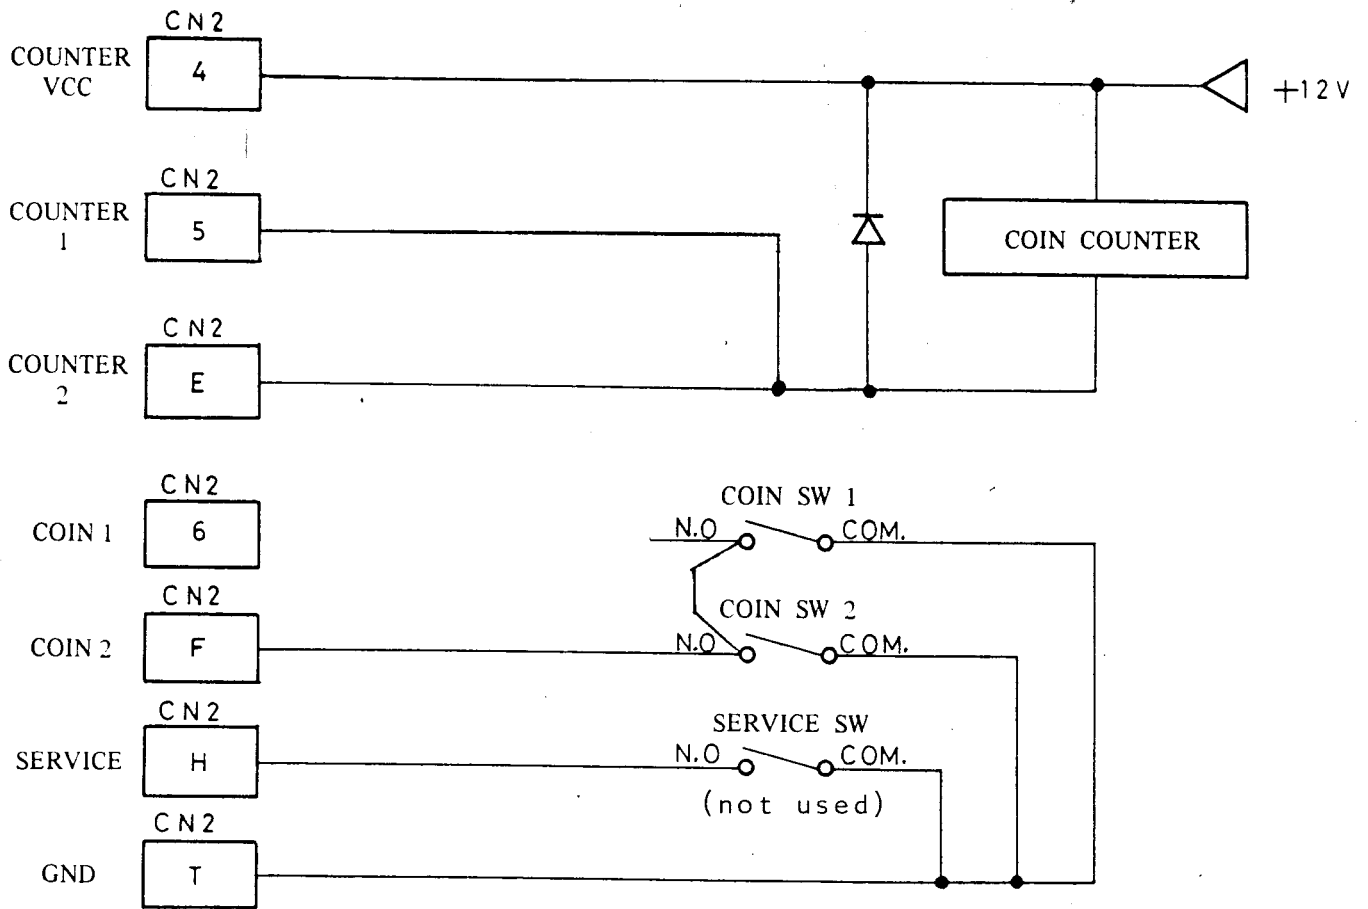 CN2
COUNTER
VCC
4
+12V
CN2
COUNTER
1
5
COIN COUNTER
CN2
COUNTER
2
E
CN2
COIN 1
6
COIN SW 1
N.O
COM.
CN2
COIN 2
F
COIN SW 2
N.O
COM.
CN2
SERVICE
H
SERVICE SW
N.O
COM.
(not used)
CN2
GND
T